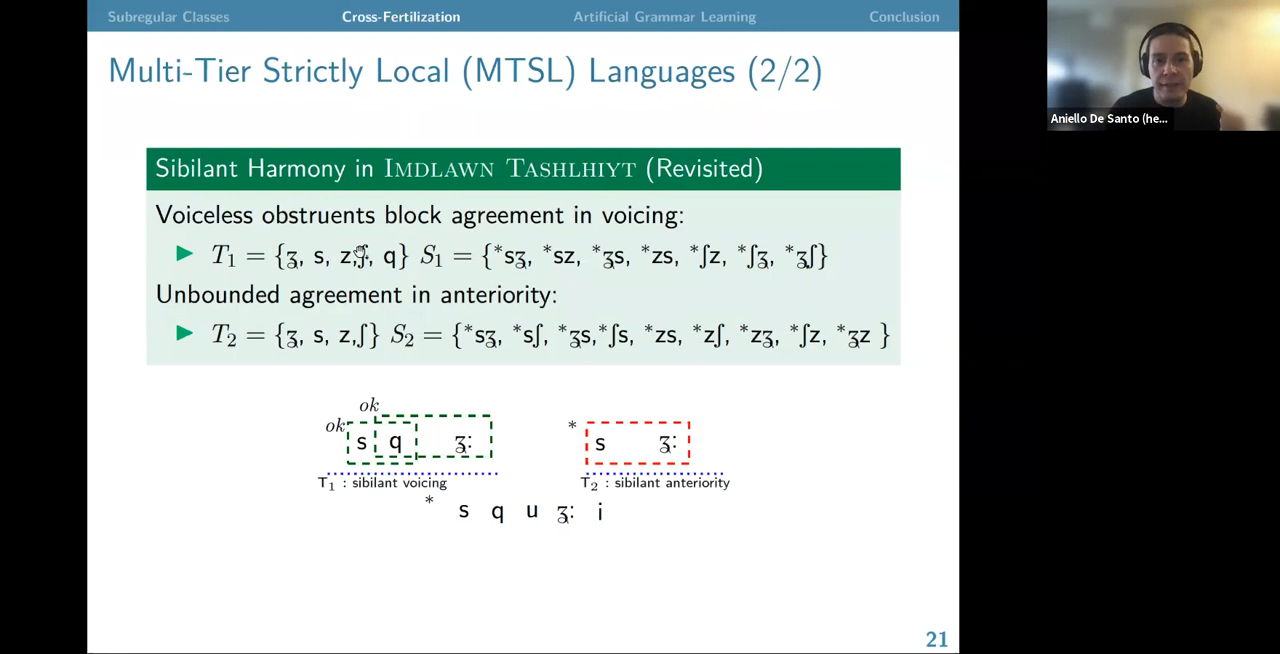 Subregular Classes Cross-Fertilization Artificial Grammar Learning Conclusion
Multi-Tier Strictly Local (MTSL) Languages (2/2)
Aniello De Santo (he...
Sibilant Harmony in IMDLAWN TASHLHIYT (Revisited)
Voiceless obstruents block agreement in voicing:
▶ T₁ = {ʒ, s, z,ʃ, q} S₁ = {*sʒ, *sz, *ʒs, *zs, *ʃz, *ʃʒ, *ʒʃ}
Unbounded agreement in anteriority:
▶ T₂ = {ʒ, s, z,ʃ} S₂ = {*sʒ, *sʃ, *ʒs,*ʃs, *zs, *zʃ, *zʒ, *ʃz, *ʒz }
ok
ok s q ʒ: * s ʒ:
T₁ : sibilant voicing T₂ : sibilant anteriority
* s q u ʒ: i
21